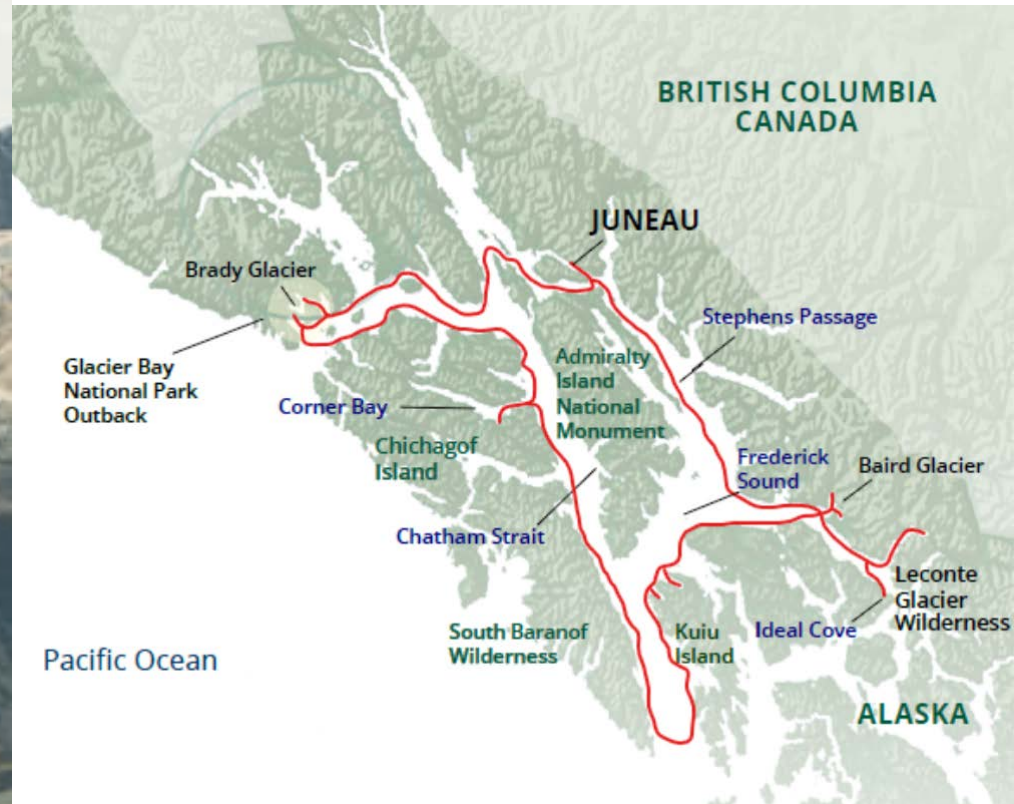 BRITISH COLUMBIA
CANADA
JUNEAU
Brady Glacier
Stephens Passage
Glacier Bay
National Park
Outback
Admiralty
Island
National
Monument
Corner Bay
Chichagof
Island
Frederick
Sound
Baird Glacier
Chatham Strait
Leconte
Glacier
Wilderness
South Baranof
Wilderness
Kuiu
Island
Ideal Cove
Pacific Ocean
ALASKA